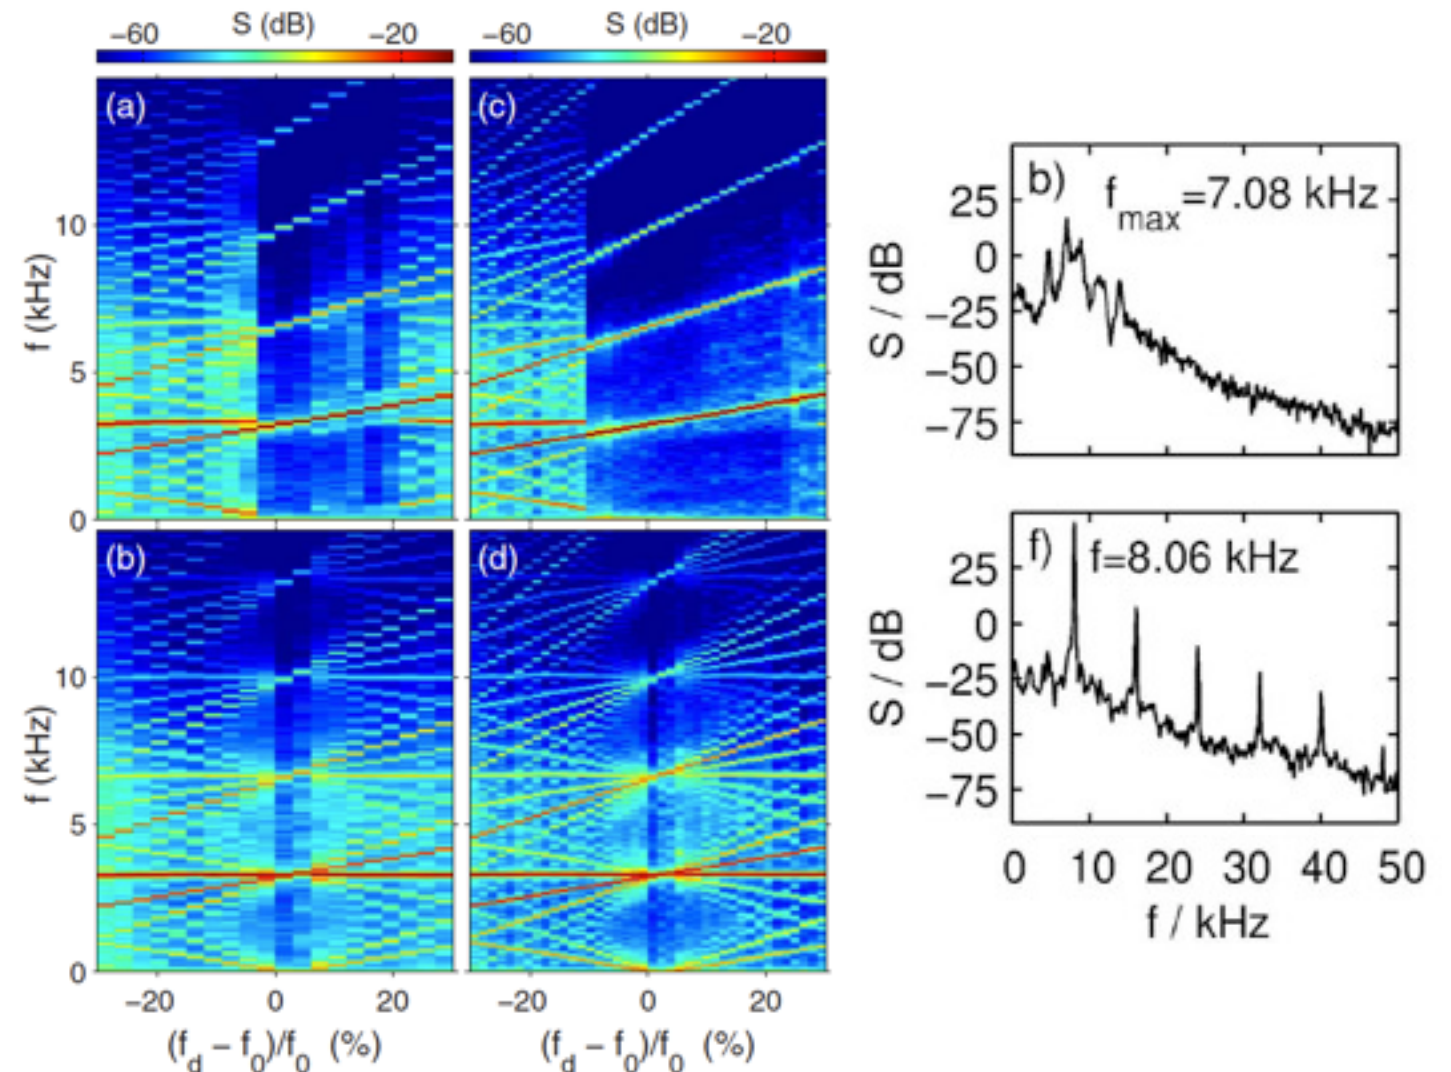 −60 S (dB) −20
−60 S (dB) −20
(a)
(c)
10
5
0
f (kHz)
(b)
(d)
10
5
0
f (kHz)
−20 0 20
−20 0 20
(f_d − f_0)/f_0 (%)
(f_d − f_0)/f_0 (%)
b) f_max=7.08 kHz
25
0
−25
−50
−75
S / dB
f) f=8.06 kHz
25
0
−25
−50
−75
S / dB
0 10 20 30 40 50
f / kHz